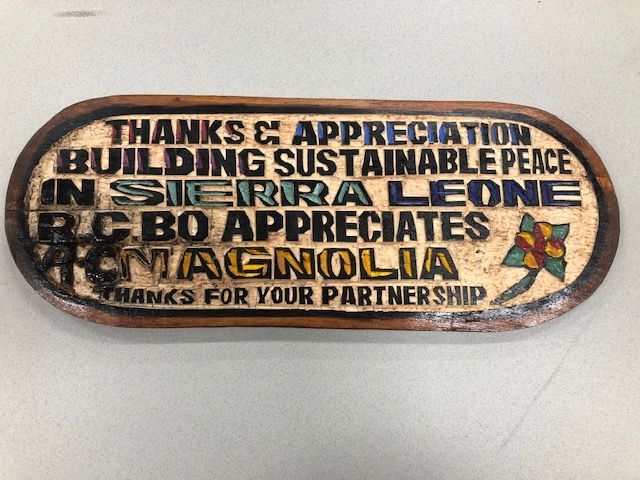 THANKS & APPRECIATION
BUILDING SUSTAINABLE PEACE
IN SIERRA LEONE
R.C BO APPRECIATES
RC MAGNOLIA
THANKS FOR YOUR PARTNERSHIP